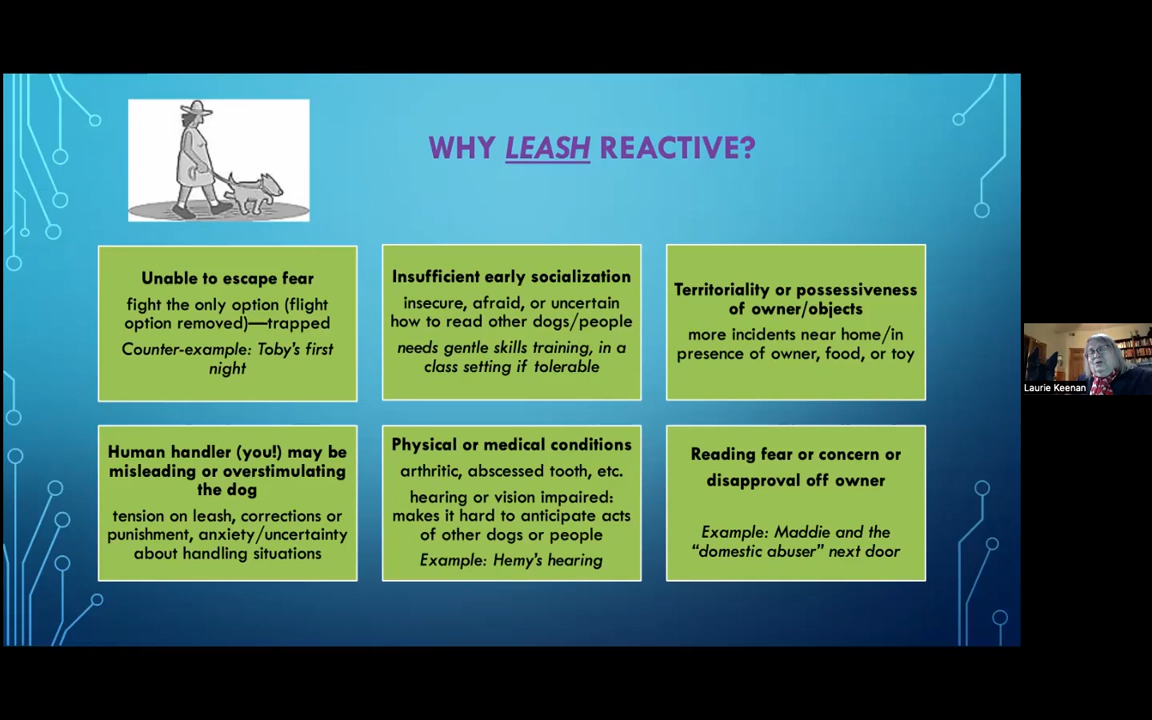 WHY LEASH REACTIVE?
Unable to escape fear
fight the only option (flight
option removed)—trapped
Counter-example: Toby's first
night
Insufficient early socialization
insecure, afraid, or uncertain
how to read other dogs/people
needs gentle skills training, in a
class setting if tolerable
Territoriality or possessiveness
of owner/objects
more incidents near home/in
presence of owner, food, or toy
Human handler (you!) may be
misleading or overstimulating
the dog
tension on leash, corrections or
punishment, anxiety/uncertainty
about handling situations
Physical or medical conditions
arthritic, abscessed tooth, etc.
hearing or vision impaired:
makes it hard to anticipate acts
of other dogs or people
Example: Hemy's hearing
Reading fear or concern or
disapproval off owner
Example: Maddie and the
“domestic abuser” next door
Laurie Keenan